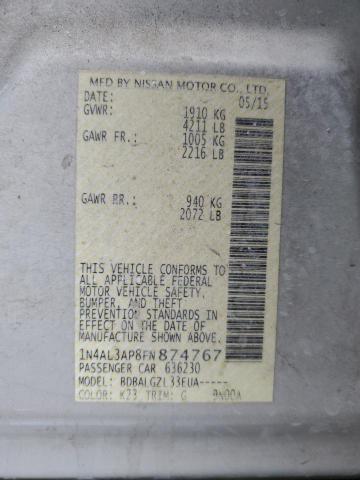 MFD BY NISSAN MOTOR CO., LTD.
DATE: 05/15
GVWR: 1910 KG
4211 LB
GAWR FR.: 1005 KG
2216 LB
GAWR RR.: 940 KG
2072 LB
THIS VEHICLE CONFORMS TO
ALL APPLICABLE FEDERAL
MOTOR VEHICLE SAFETY,
BUMPER, AND THEFT
PREVENTION STANDARDS IN
EFFECT ON THE DATE OF
MANUFACTURE SHOWN ABOVE.
1N4AL3AP8FN874767
PASSENGER CAR 636230
MODEL: BDBALGZL33EUA-----
COLOR: K23 TRIM: G